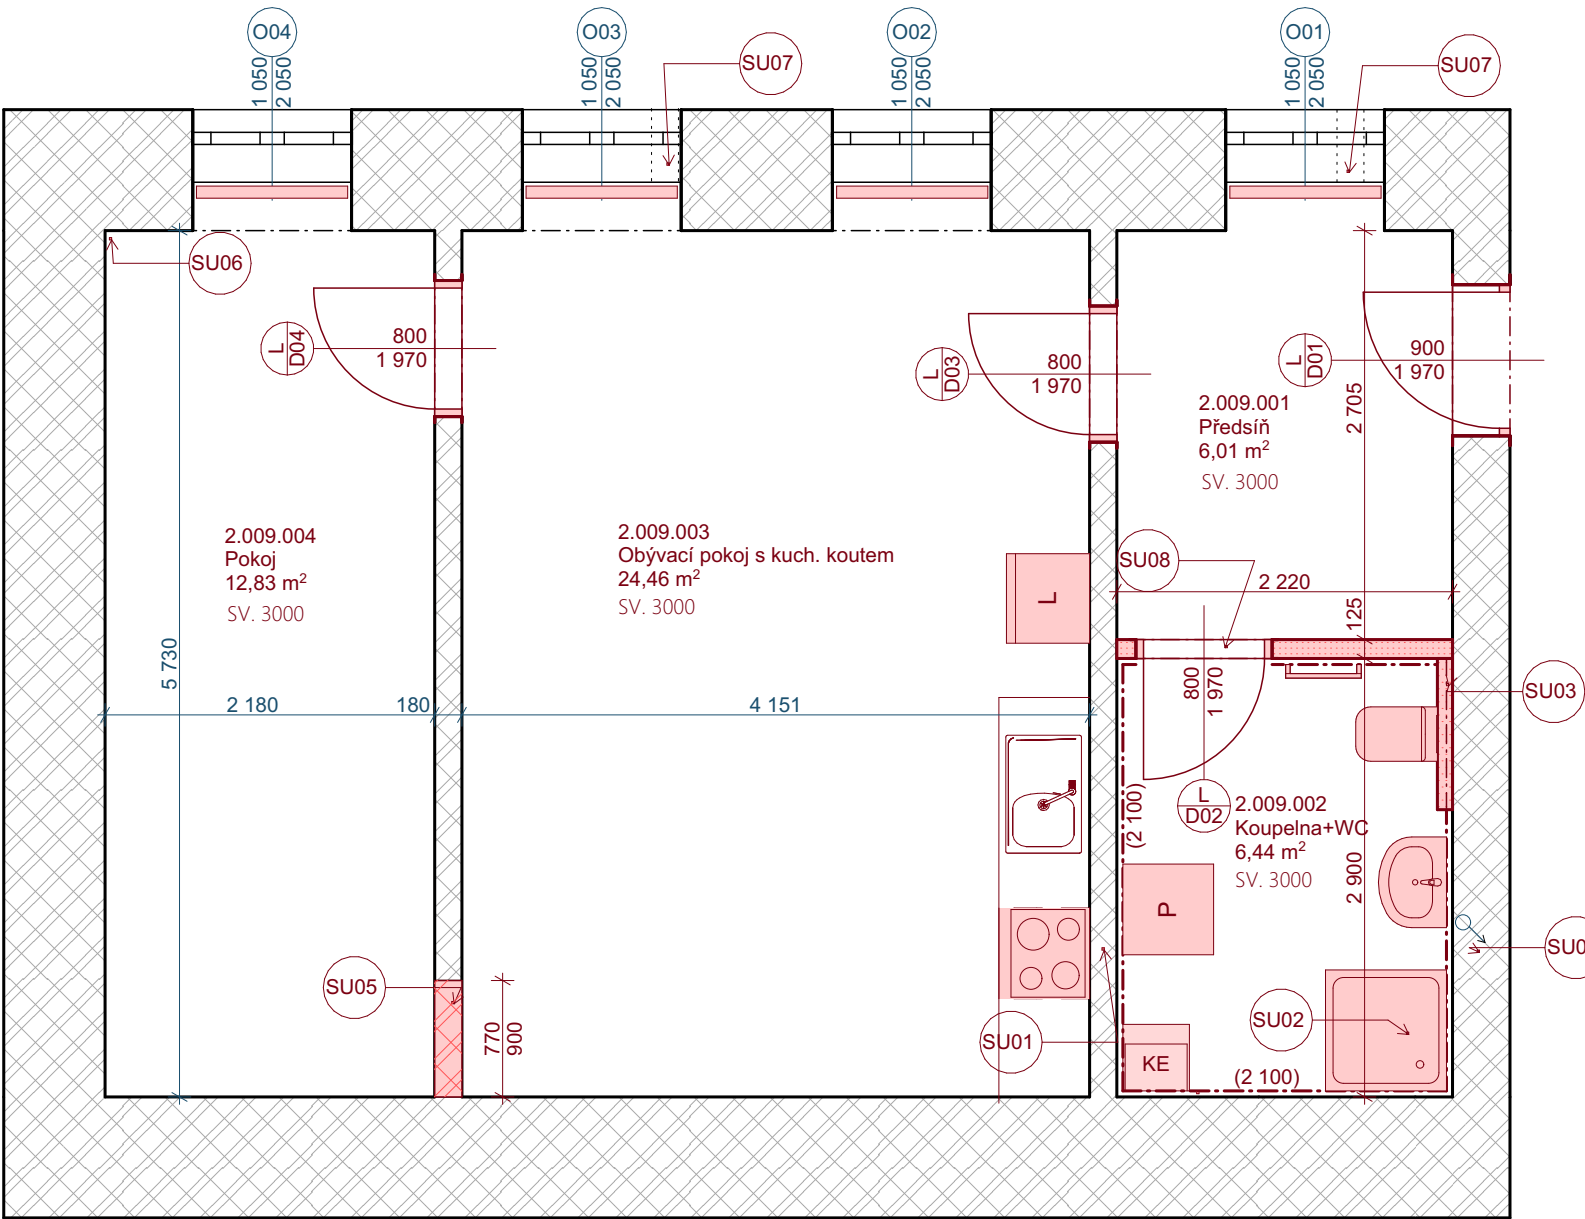 O04
O03
O02
O01
1 050
2 050
1 050
2 050
1 050
2 050
1 050
2 050
SU07
SU07
SU06
L
D04
800
1 970
L
D03
800
1 970
L
D01
900
1 970
2 705
2.009.001
Předsíň
6,01 m²
SV. 3000
2.009.004
Pokoj
12,83 m²
SV. 3000
2.009.003
Obývací pokoj s kuch. koutem
24,46 m²
SV. 3000
L
SU08
2 220
125
5 730
2 180
180
4 151
800
1 970
SU03
(2 100)
L
D02
2.009.002
Koupelna+WC
6,44 m²
SV. 3000
2 900
P
SU05
770
900
SU01
SU02
SU0
KE
(2 100)